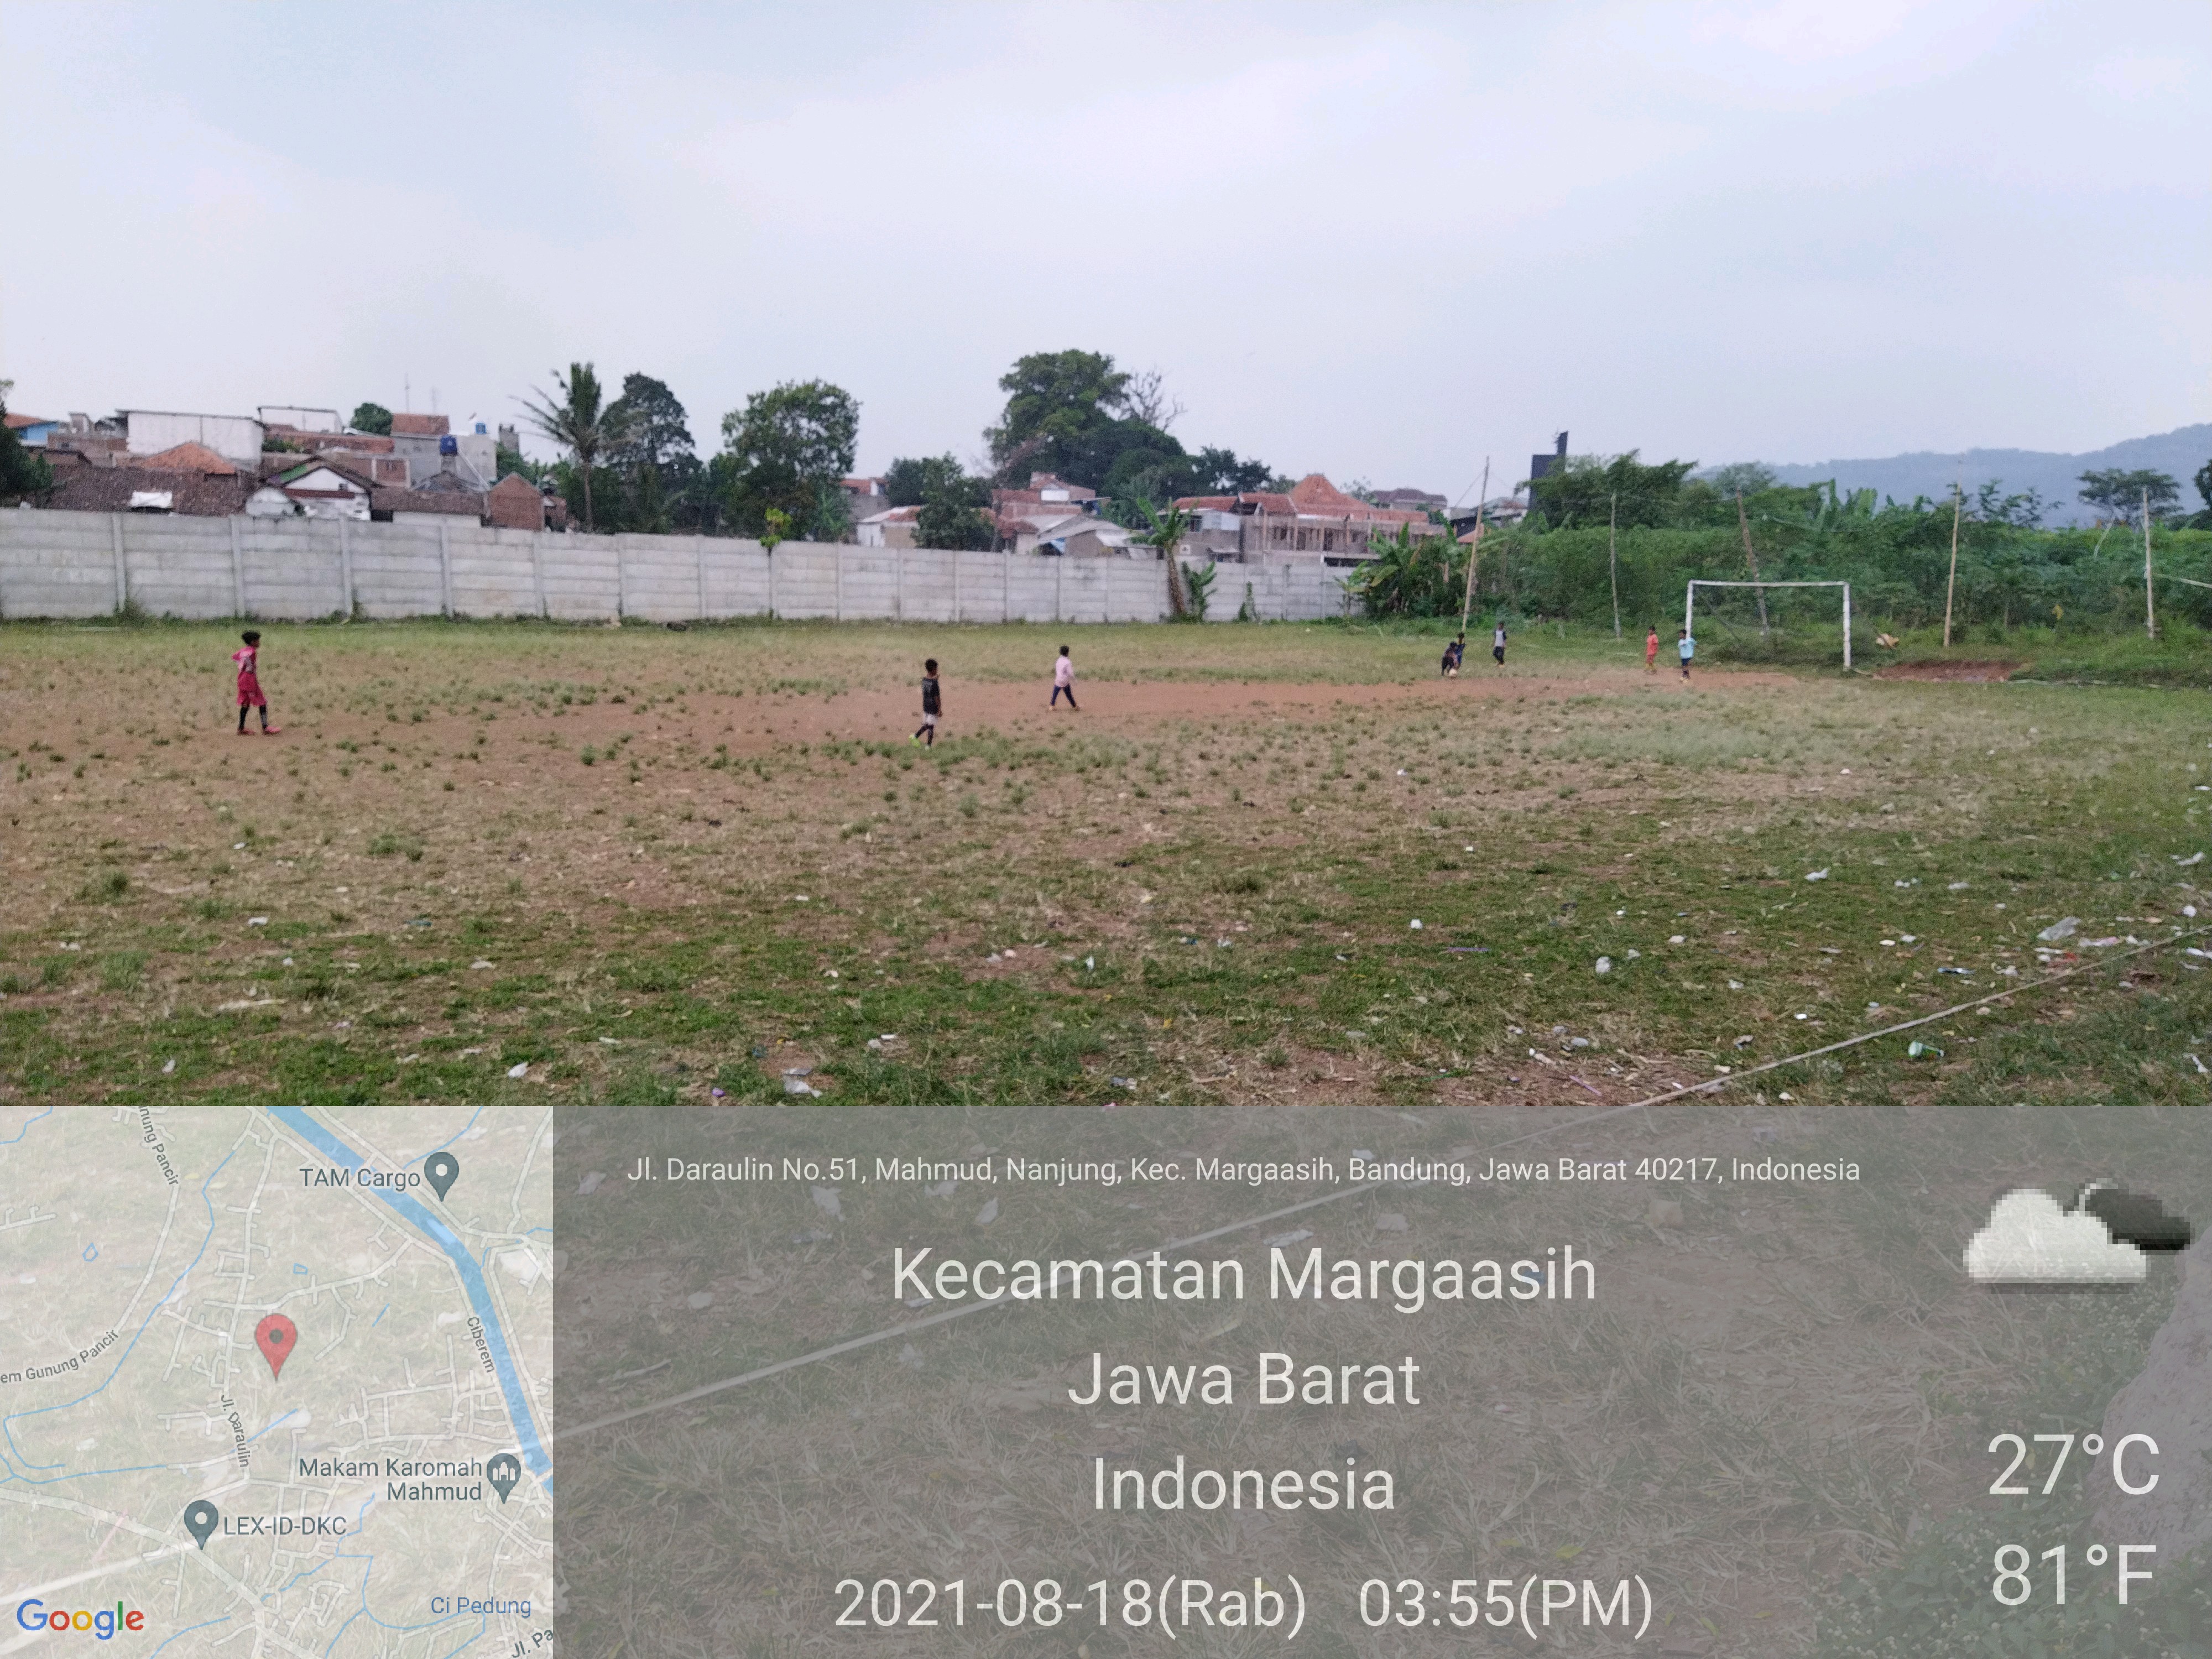 Jl. Daraulin No.51, Mahmud, Nanjung, Kec. Margaasih, Bandung, Jawa Barat 40217, Indonesia
Kecamatan Margaasih
Jawa Barat
Indonesia
2021-08-18(Rab) 03:55(PM)
27°C
81°F
nung Pancir
TAM Cargo
Ciberem
em Gunung Pancir
Jl. Daraulin
Makam Karomah
Mahmud
LEX-ID-DKC
Ci Pedung
Jl. Pa
Google